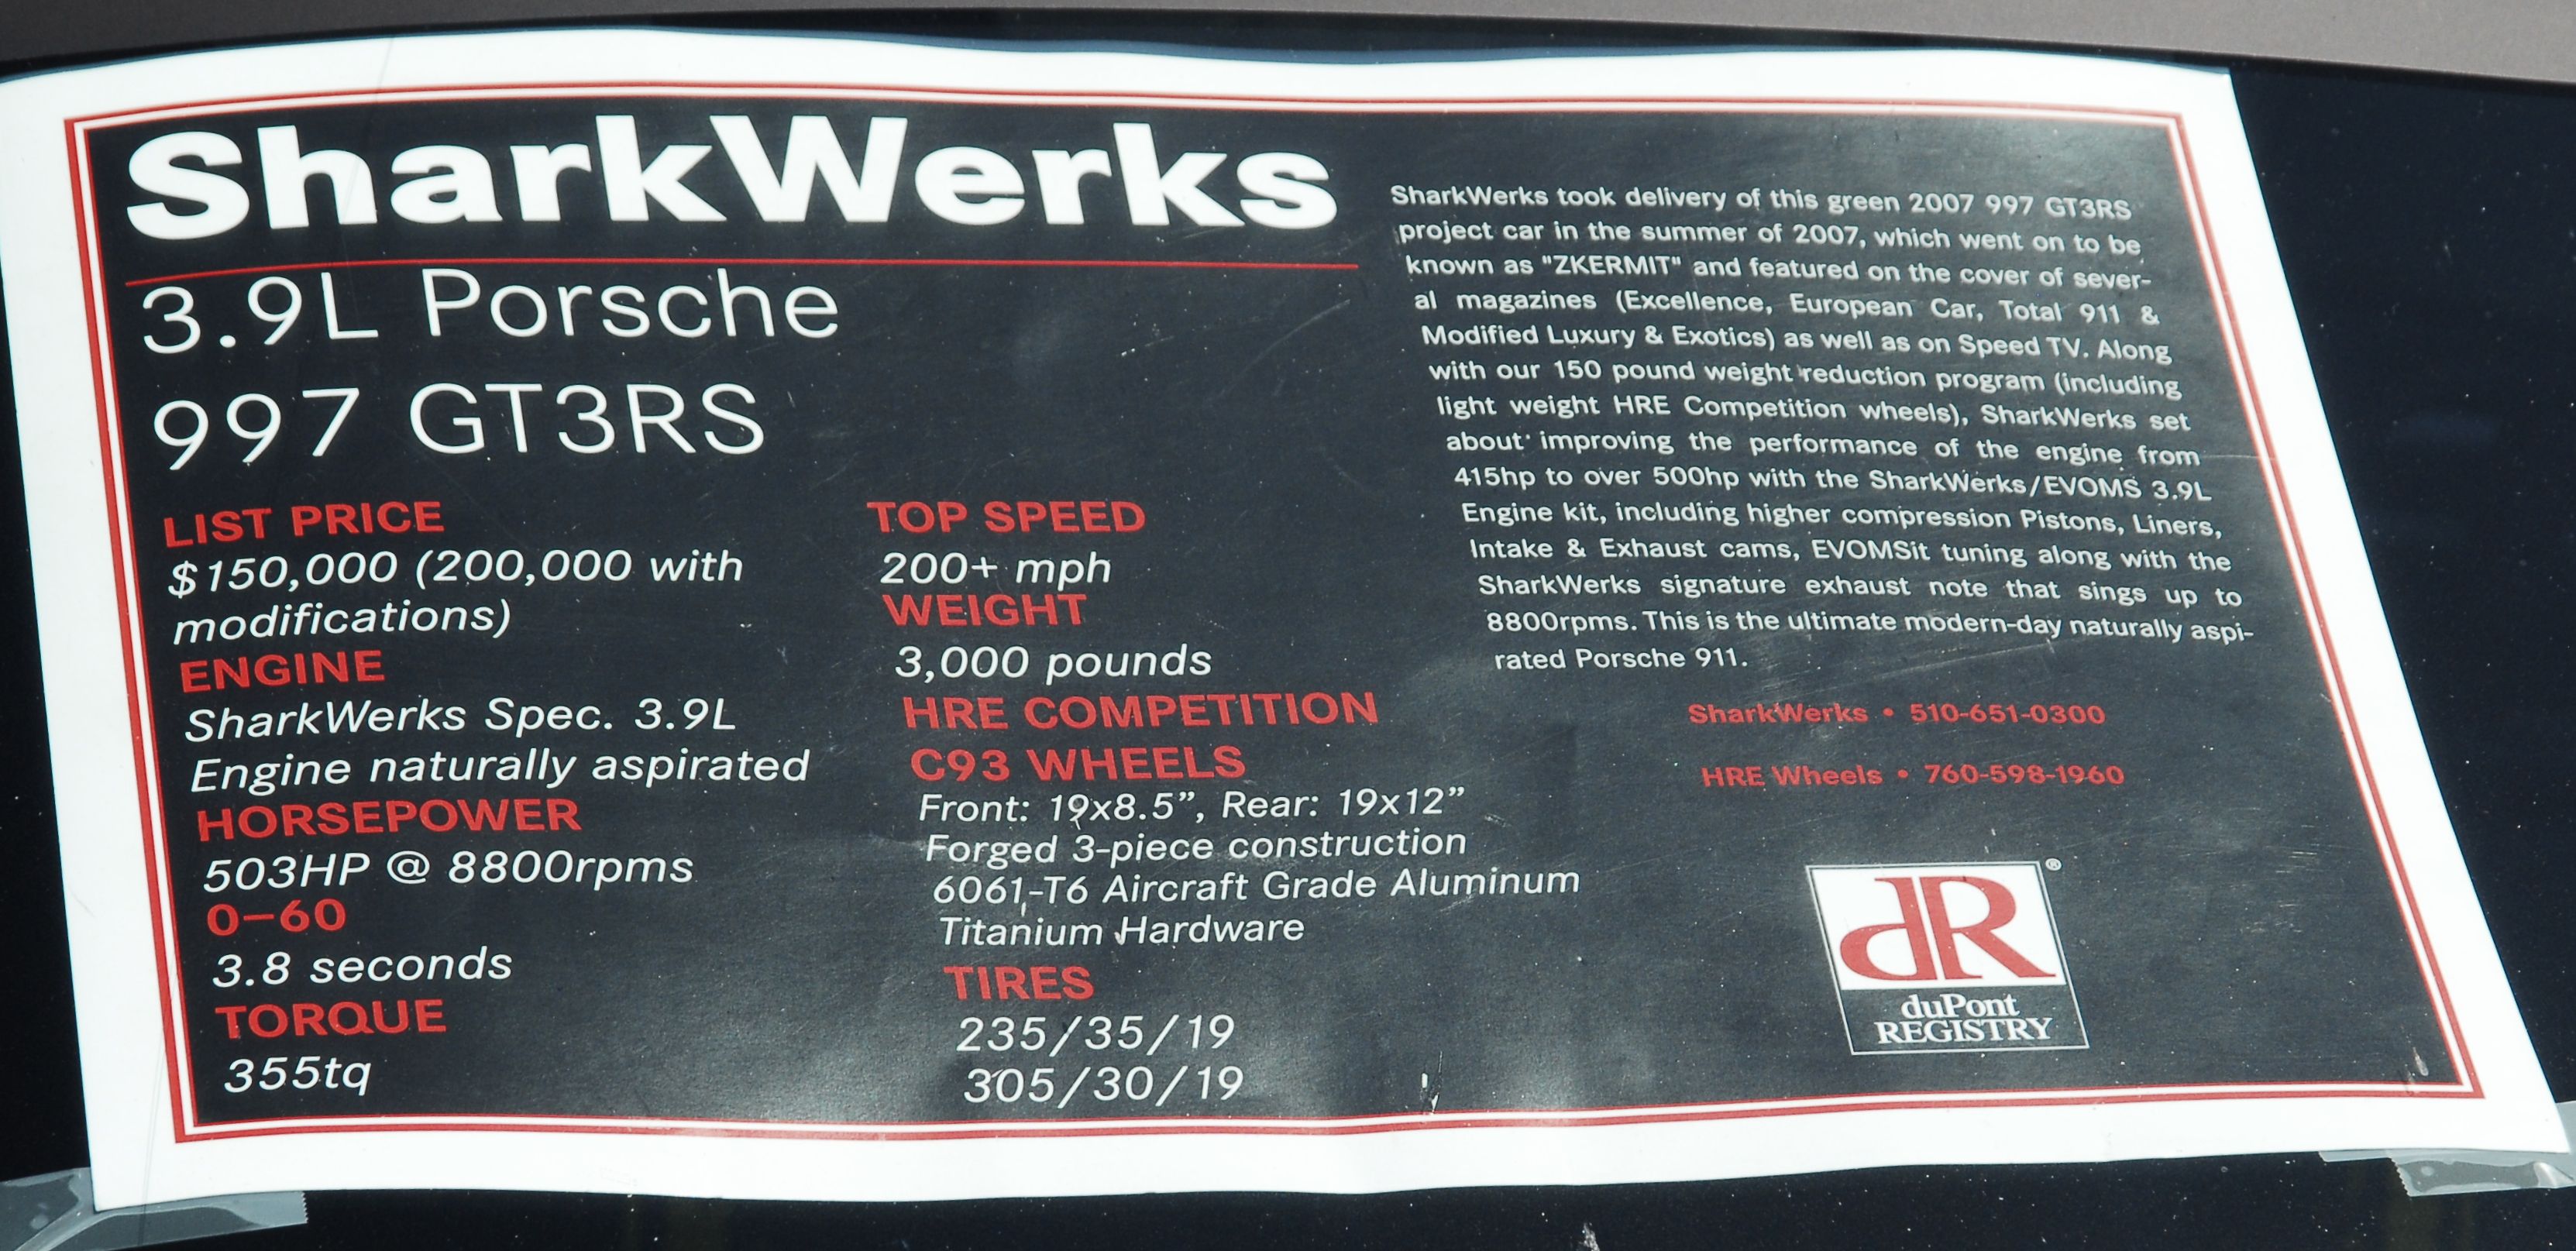 SharkWerks
3.9L Porsche
997 GT3RS
LIST PRICE
$150,000 (200,000 with
modifications)
ENGINE
SharkWerks Spec. 3.9L
Engine naturally aspirated
HORSEPOWER
503HP @ 8800rpms
0-60
3.8 seconds
TORQUE
355tq
TOP SPEED
200+ mph
WEIGHT
3,000 pounds
HRE COMPETITION
C93 WHEELS
Front: 19x8.5”, Rear: 19x12”
Forged 3-piece construction
6061-T6 Aircraft Grade Aluminum
Titanium Hardware
TIRES
235/35/19
305/30/19
SharkWerks took delivery of this green 2007 997 GT3RS
project car in the summer of 2007, which went on to be
known as "ZKERMIT" and featured on the cover of sever-
al magazines (Excellence, European Car, Total 911 &
Modified Luxury & Exotics) as well as on Speed TV. Along
with our 150 pound weight reduction program (including
light weight HRE Competition wheels), SharkWerks set
about improving the performance of the engine from
415hp to over 500hp with the SharkWerks/EVOMS 3.9L
Engine kit, including higher compression Pistons, Liners,
Intake & Exhaust cams, EVOMSit tuning along with the
SharkWerks signature exhaust note that sings up to
8800rpms. This is the ultimate modern-day naturally aspi-
rated Porsche 911.
SharkWerks • 510-651-0300
HRE Wheels • 760-598-1960
dR®
duPont
REGISTRY